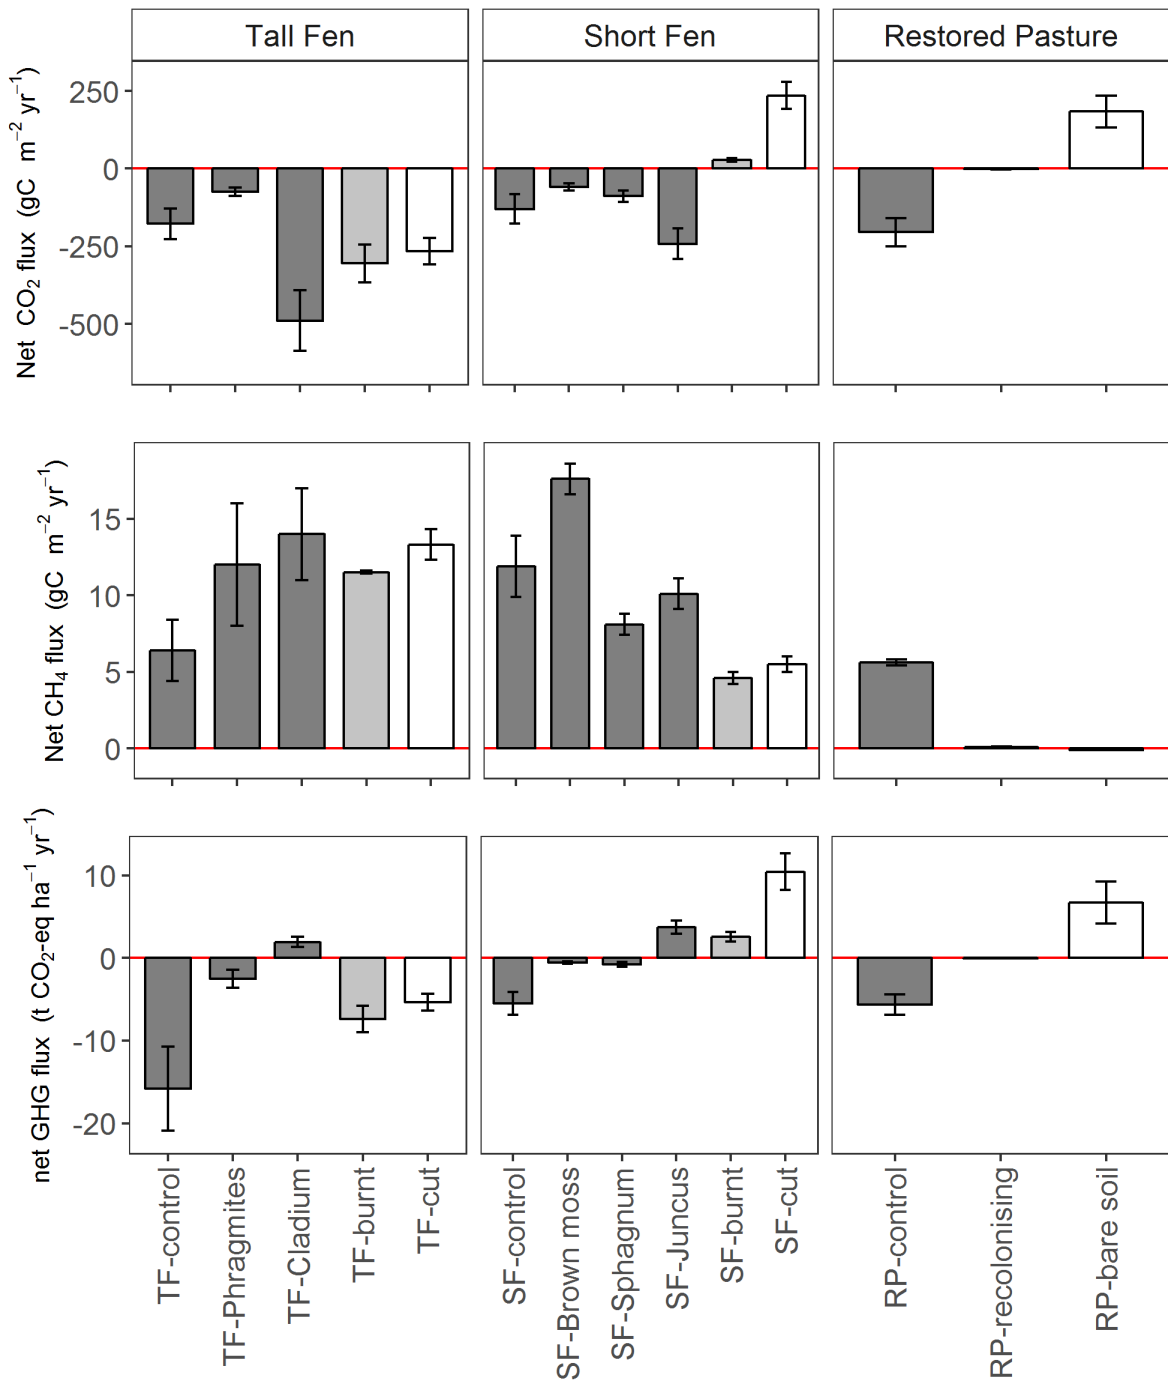 Tall Fen
Short Fen
Restored Pasture
Net CO₂ flux (gC m⁻² yr⁻¹)
250
0
-250
-500
Net CH₄ flux (gC m⁻² yr⁻¹)
15
10
5
0
net GHG flux (t CO₂-eq ha⁻¹ yr⁻¹)
10
0
-10
-20
TF-control
TF-Phragmites
TF-Cladium
TF-burnt
TF-cut
SF-control
SF-Brown moss
SF-Sphagnum
SF-Juncus
SF-burnt
SF-cut
RP-control
RP-recolonising
RP-bare soil